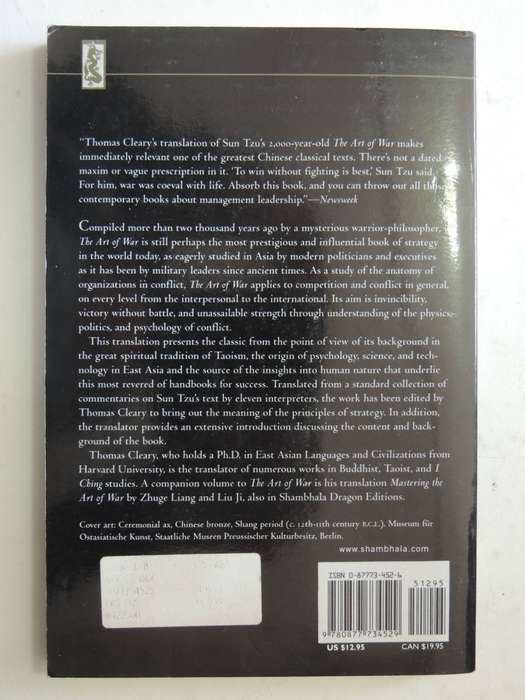 “Thomas Cleary’s translation of Sun Tzu’s 2,000-year-old The Art of War makes
immediately relevant one of the greatest Chinese classical texts. There’s not a dated
maxim or vague prescription in it. ‘To win without fighting is best,’ Sun Tzu said.
For him, war was coeval with life. Absorb this book, and you can throw out all those
contemporary books about management leadership.”—Newsweek
Compiled more than two thousand years ago by a mysterious warrior-philosopher,
The Art of War is still perhaps the most prestigious and influential book of strategy
in the world today, as eagerly studied in Asia by modern politicians and executives
as it has been by military leaders since ancient times. As a study of the anatomy of
organizations in conflict, The Art of War applies to competition and conflict in general,
on every level from the interpersonal to the international. Its aim is invincibility,
victory without battle, and unassailable strength through understanding of the physics,
politics, and psychology of conflict.
This translation presents the classic from the point of view of its background in
the great spiritual tradition of Taoism, the origin of psychology, science, and tech-
nology in East Asia and the source of the insights into human nature that underlie
this most revered of handbooks for success. Translated from a standard collection of
commentaries on Sun Tzu’s text by eleven interpreters, the work has been edited by
Thomas Cleary to bring out the meaning of the principles of strategy. In addition,
the translator provides an extensive introduction discussing the content and back-
ground of the book.
Thomas Cleary, who holds a Ph.D. in East Asian Languages and Civilizations from
Harvard University, is the translator of numerous works in Buddhist, Taoist, and I
Ching studies. A companion volume to The Art of War is his translation Mastering the
Art of War by Zhuge Liang and Liu Ji, also in Shambhala Dragon Editions.
Cover art: Ceremonial ax, Chinese bronze, Shang period (c. 12th-11th century B.C.E.). Museum für
Ostasiatische Kunst, Staatliche Museen Preussischer Kulturbesitz, Berlin.
www.shambhala.com
ISBN 0-87773-452-6
51295
9 780877 734529
US $12.95 CAN $19.95